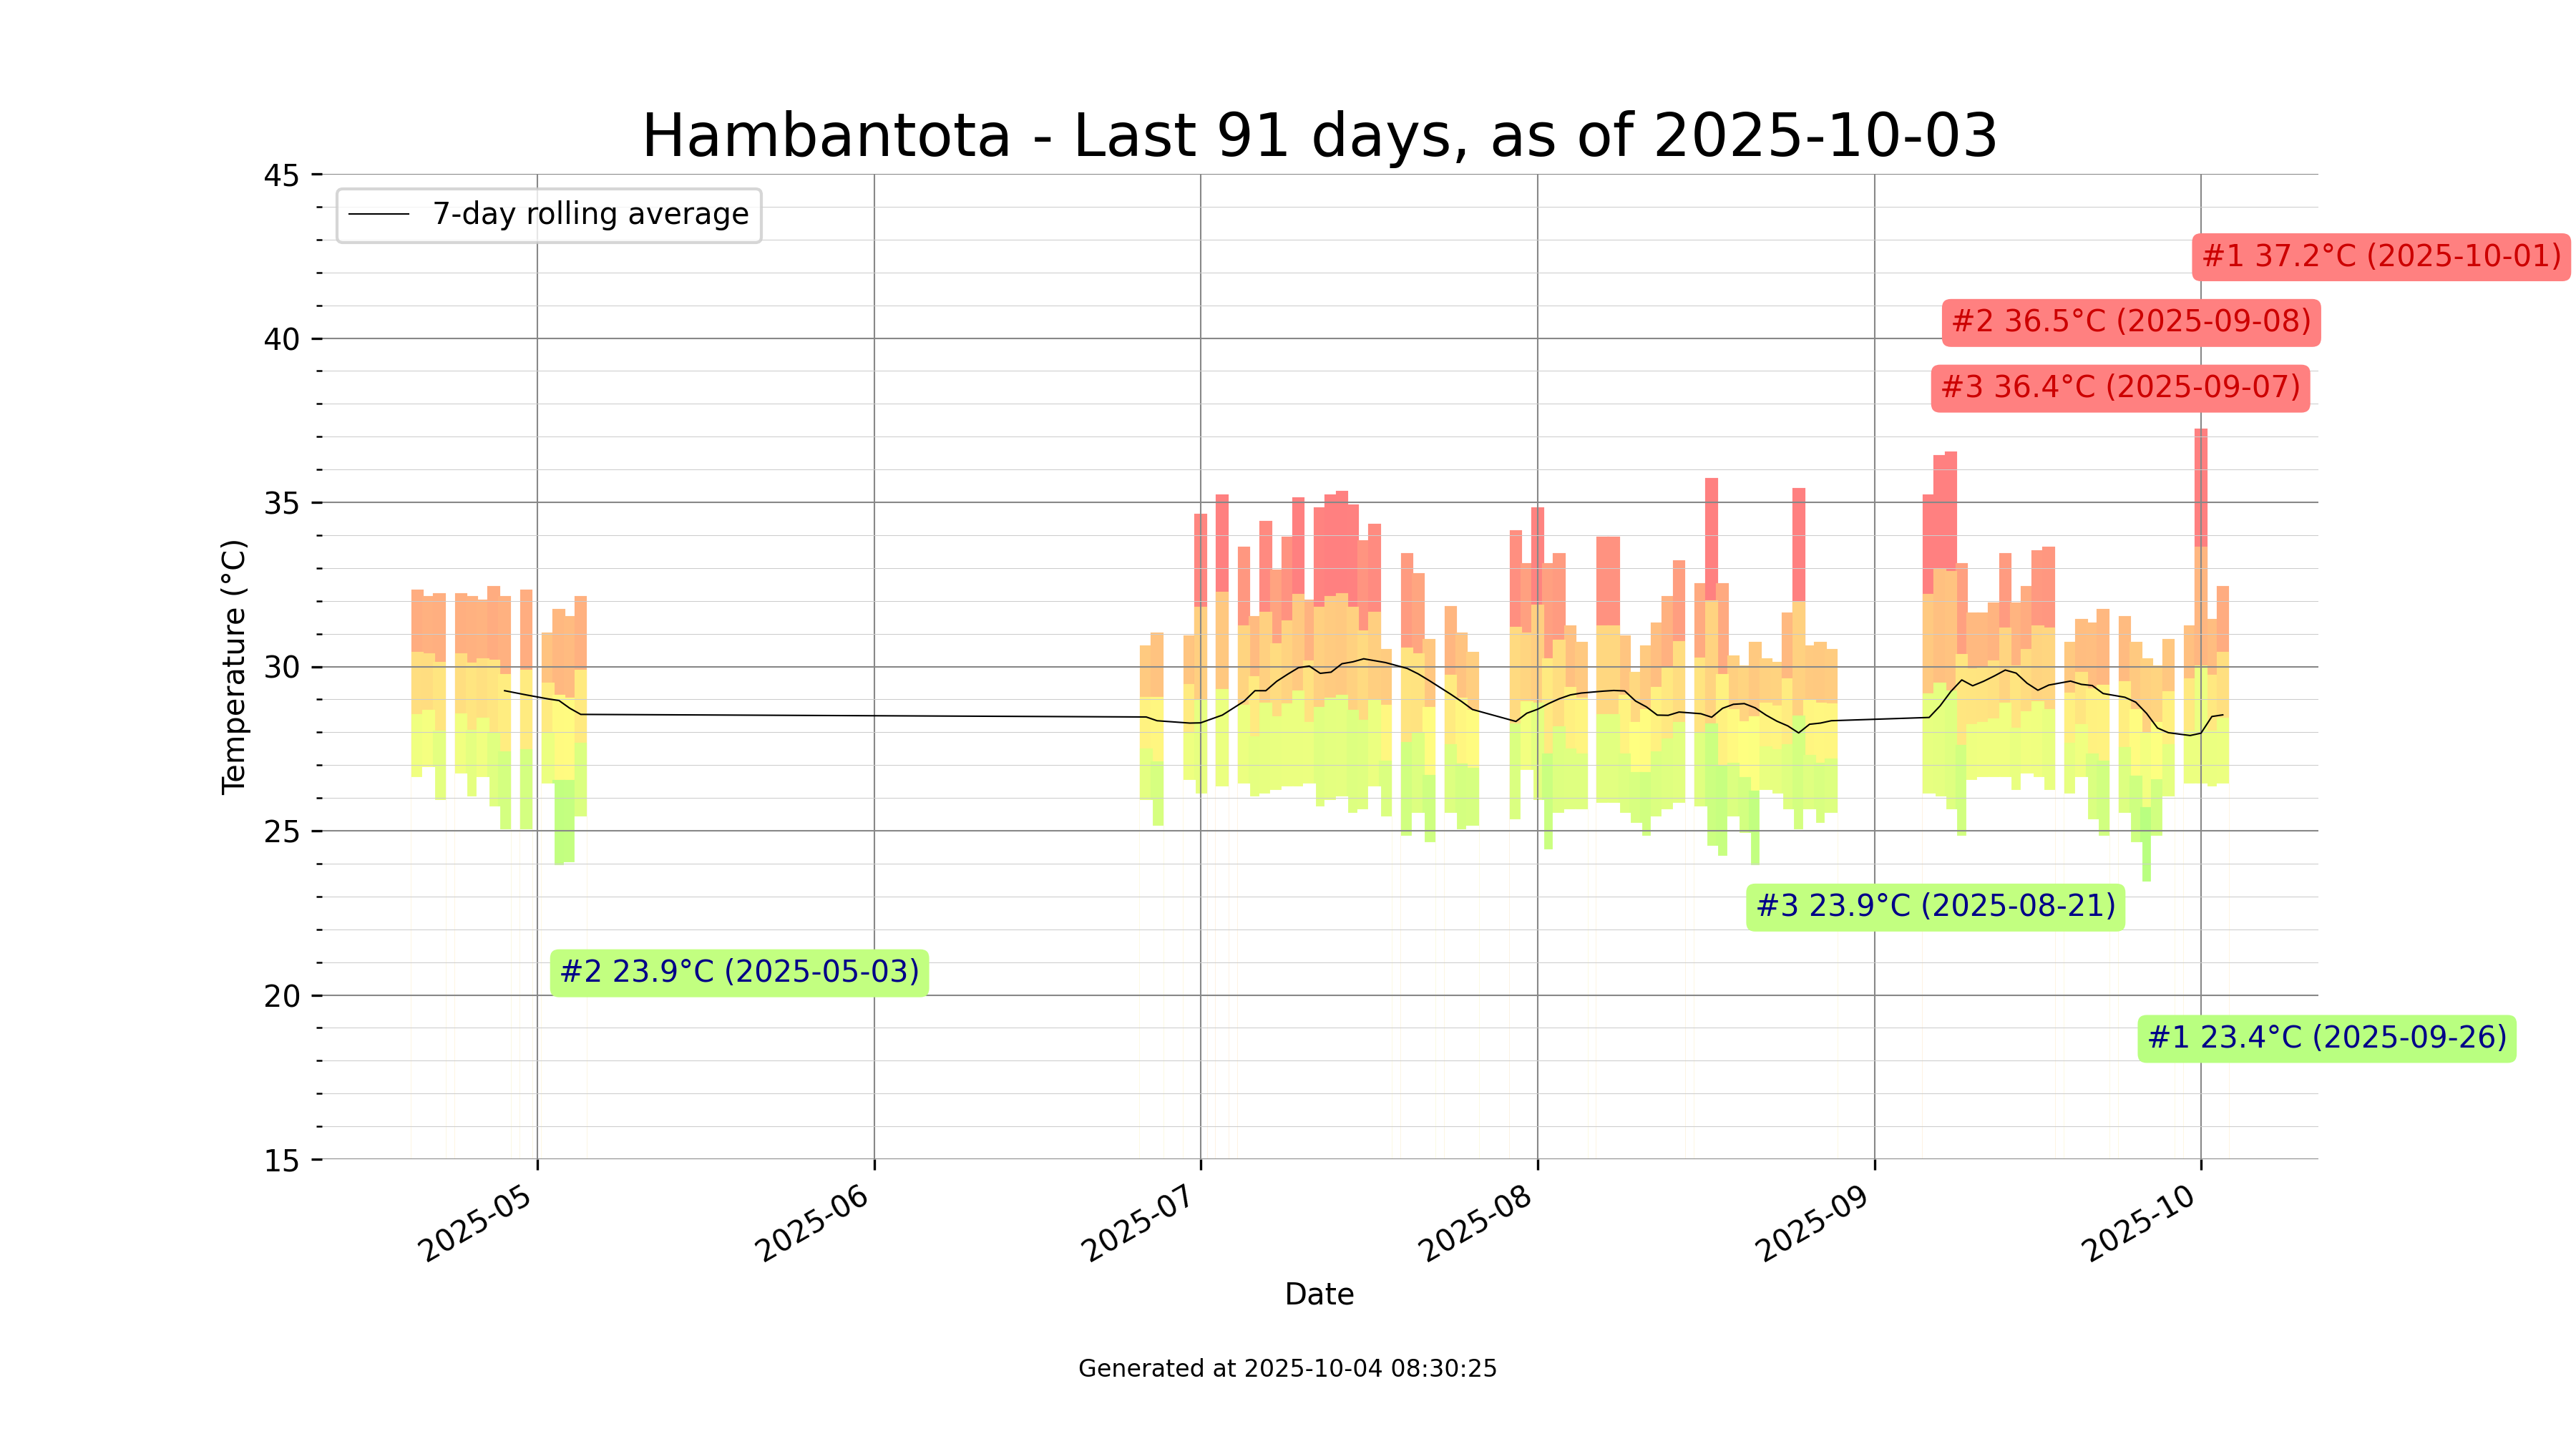 Hambantota - Last 91 days, as of 2025-10-03
7-day rolling average
45
40
35
30
25
20
15
Temperature (°C)
#1 37.2°C (2025-10-01)
#2 36.5°C (2025-09-08)
#3 36.4°C (2025-09-07)
#3 23.9°C (2025-08-21)
#2 23.9°C (2025-05-03)
#1 23.4°C (2025-09-26)
2025-05
2025-06
2025-07
2025-08
2025-09
2025-10
Date
Generated at 2025-10-04 08:30:25